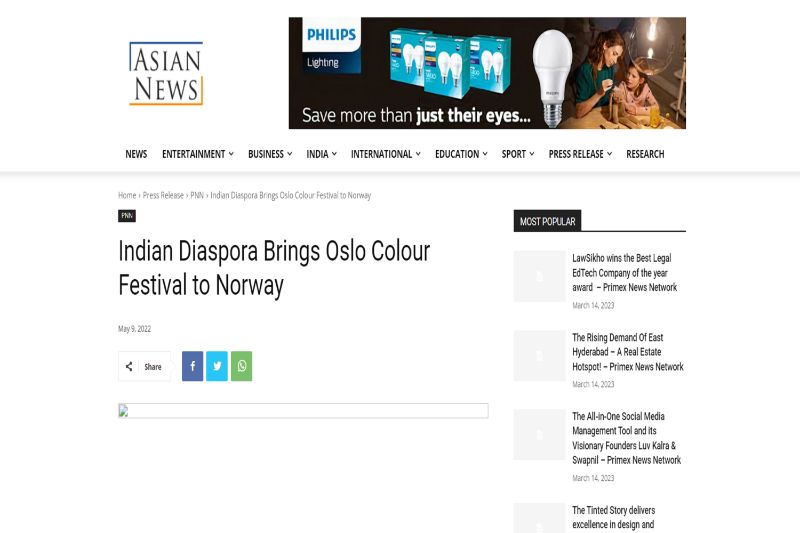 ASIAN
NEWS
PHILIPS
Lighting
Save more than just their eyes...
NEWS ENTERTAINMENT BUSINESS INDIA INTERNATIONAL EDUCATION SPORT PRESS RELEASE RESEARCH
Home › Press Release › PNN › Indian Diaspora Brings Oslo Colour Festival to Norway
PNN
Indian Diaspora Brings Oslo Colour
Festival to Norway
May 9, 2022
Share
MOST POPULAR
LawSikho wins the Best Legal
EdTech Company of the year
award – Primex News Network
March 14, 2023
The Rising Demand Of East
Hyderabad – A Real Estate
Hotspot! – Primex News Network
March 14, 2023
The All-in-One Social Media
Management Tool and its
Visionary Founders Luv Kalra &
Swapnil – Primex News Network
March 14, 2023
The Tinted Story delivers
excellence in design and